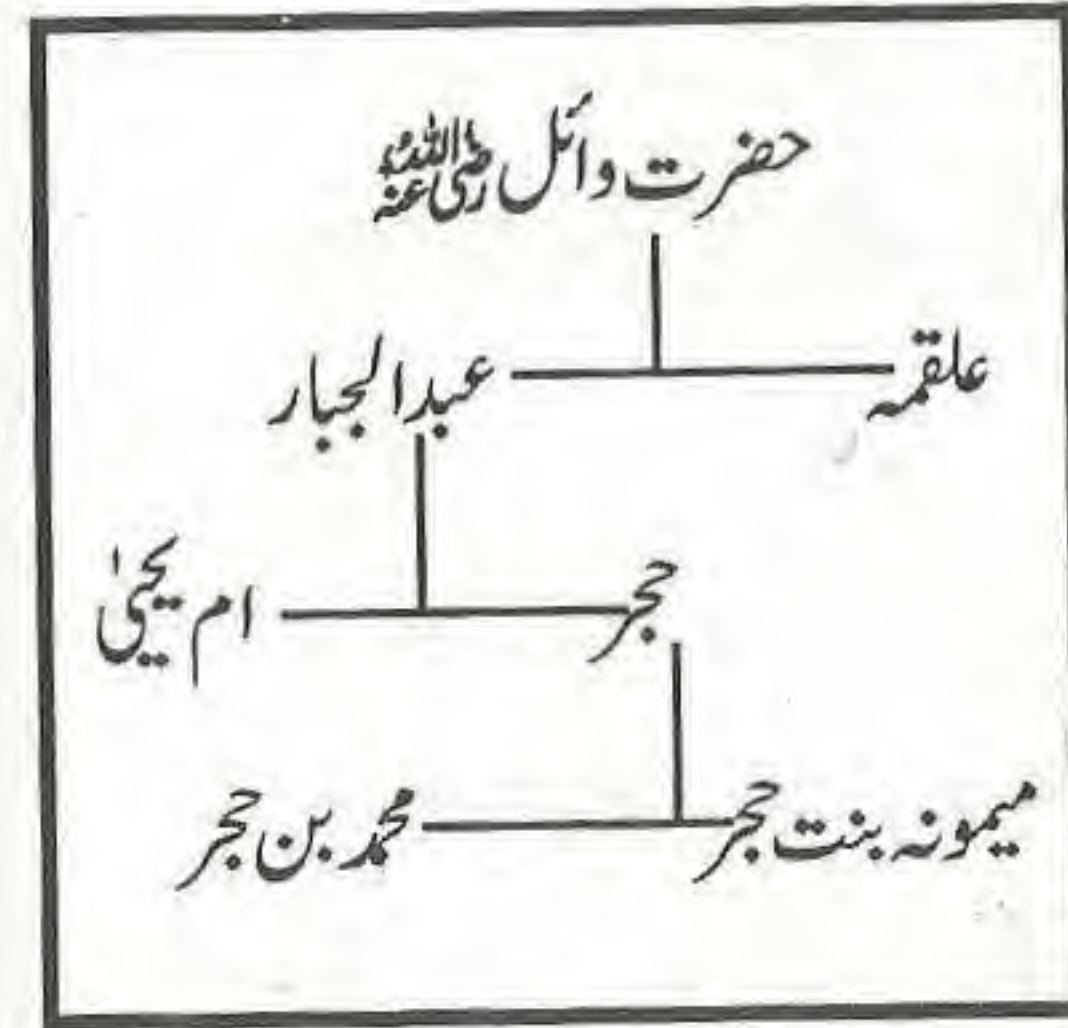 حضرت وائل رضی اللہ عنہ
علقمہ عبدالجبار
حجر ام یحییٰ
میمونہ بنت حجر محمد بن حجر